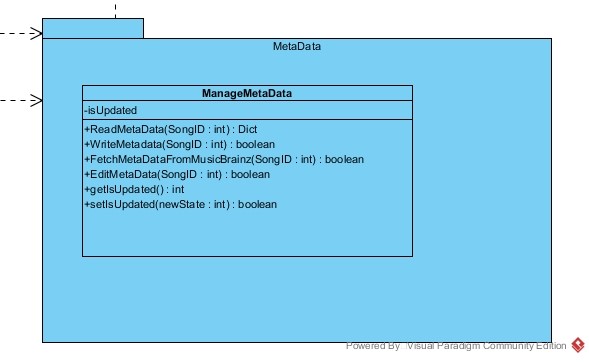 MetaData
ManageMetaData
-isUpdated
+ReadMetaData(SongID : int) : Dict
+WriteMetadata(SongID : int) : boolean
+FetchMetaDataFromMusicBrainz(SongID : int) : boolean
+EditMetaData(SongID : int) : boolean
+getIsUpdated() : int
+setIsUpdated(newState : int) : boolean
Powered By Visual Paradigm Community Edition